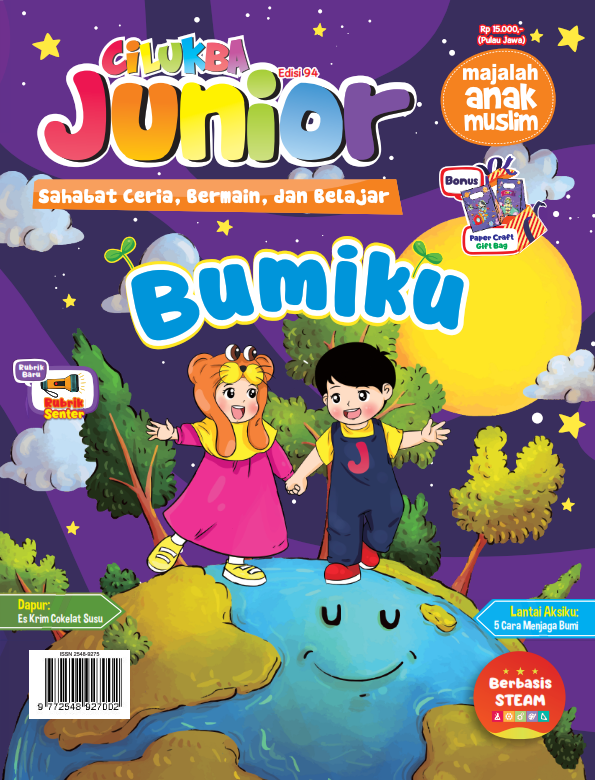 CiLUKBA
Junior
Edisi 94
Rp 15.000,-
(Pulau Jawa)
majalah
anak
muslim
Sahabat Ceria, Bermain, dan Belajar
Bonus
Paper Craft
Gift Bag
Bumiku
Rubrik
Baru
Rubrik
Senter
J
Dapur:
Es Krim Cokelat Susu
Lantai Aksiku:
5 Cara Menjaga Bumi
ISSN 2548-9275
9 772548 927002
Berbasis
STEAM